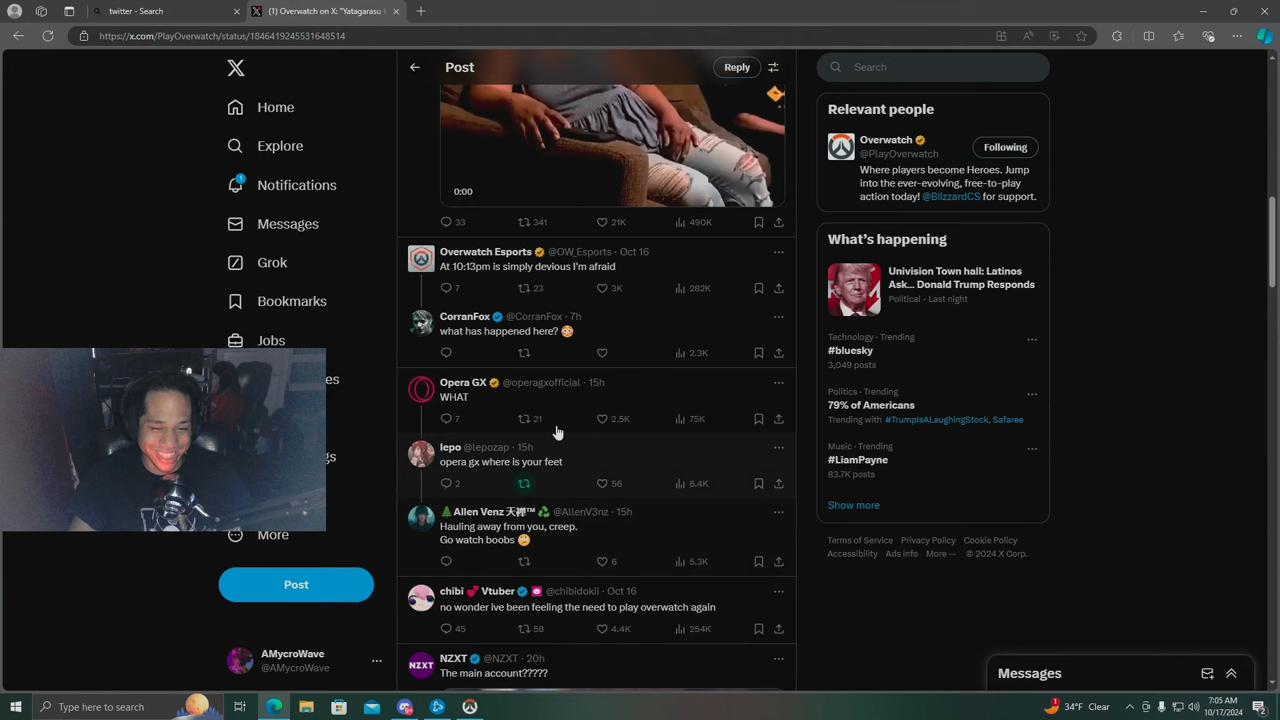 twitter - Search
(1) Overwatch on X: "Yatagarasu
https://x.com/PlayOverwatch/status/1846419245531648514
Home
Explore
1
Notifications
Messages
Grok
Bookmarks
Jobs
es
gs
More
Post
AMycroWave
@AMycroWave
Post
Reply
0:00
33
341
21K
490K
Overwatch Esports @OW_Esports · Oct 16
At 10:13pm is simply devious I'm afraid
7
23
3K
282K
CorranFox @CorranFox · 7h
what has happened here? 😳
2.3K
Opera GX @operagxofficial · 15h
WHAT
7
21
2.5K
75K
lepo @lepozap · 15h
opera gx where is your feet
2
56
6.4K
🌲Allen Venz 天禅™ ♻ @AllenV3nz · 15h
Hauling away from you, creep.
Go watch boobs
6
5.3K
chibi 💕 Vtuber @chibidokii · Oct 16
no wonder ive been feeling the need to play overwatch again
45
58
4.4K
254K
NZXT
NZXT @NZXT · 20h
The main account?????
Search
Relevant people
Overwatch
@PlayOverwatch
Following
Where players become Heroes. Jump
into the ever-evolving, free-to-play
action today! @BlizzardCS for support.
What's happening
Univision Town hall: Latinos
Ask... Donald Trump Responds
Political · Last night
Technology · Trending
#bluesky
3,049 posts
Politics · Trending
79% of Americans
Trending with #TrumpIsALaughingStock, Safaree
Music · Trending
#LiamPayne
83.7K posts
Show more
Terms of Service Privacy Policy Cookie Policy
Accessibility Ads info More ··· © 2024 X Corp.
Messages
Type here to search
34°F Clear
7:05 AM
10/17/2024
2